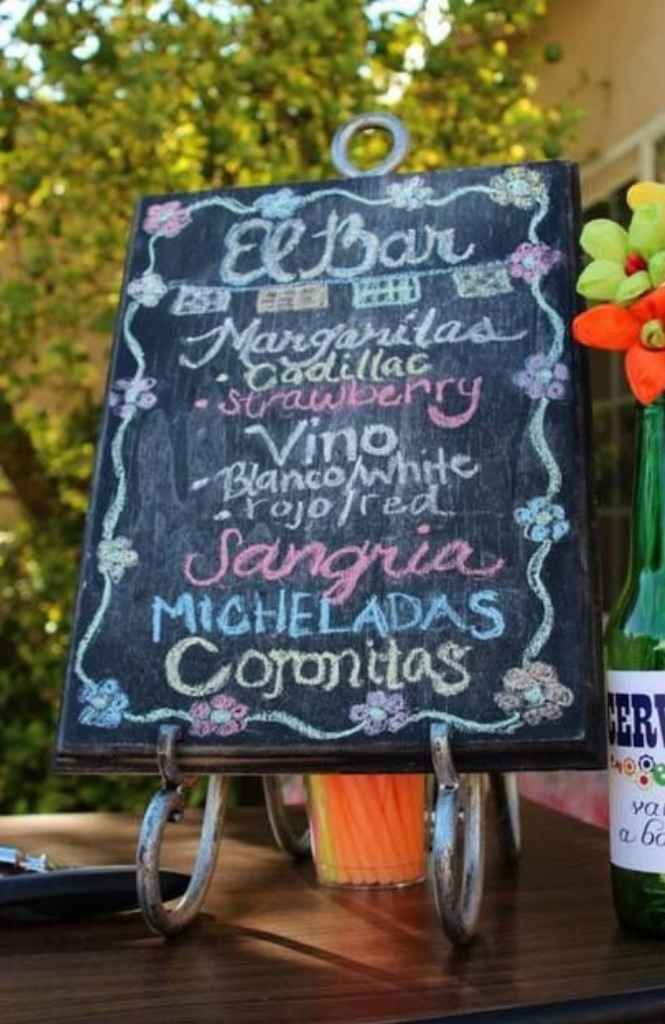 El Bar
Margaritas
· Cadillac
· strawberry
Vino
- Blanco/white
- rojo/red
Sangria
MICHELADAS
Coronitas